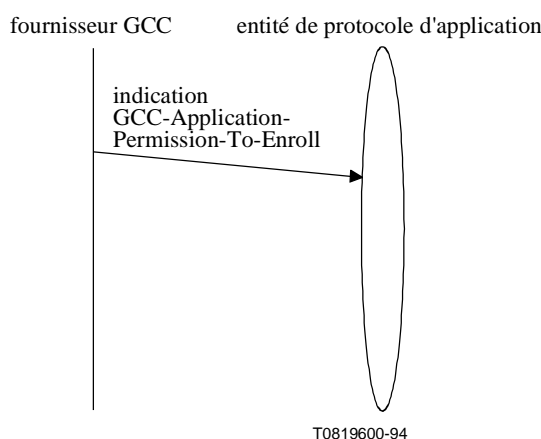 fournisseur GCC
entité de protocole d'application
indication
GCC-Application-
Permission-To-Enroll
T0819600-94